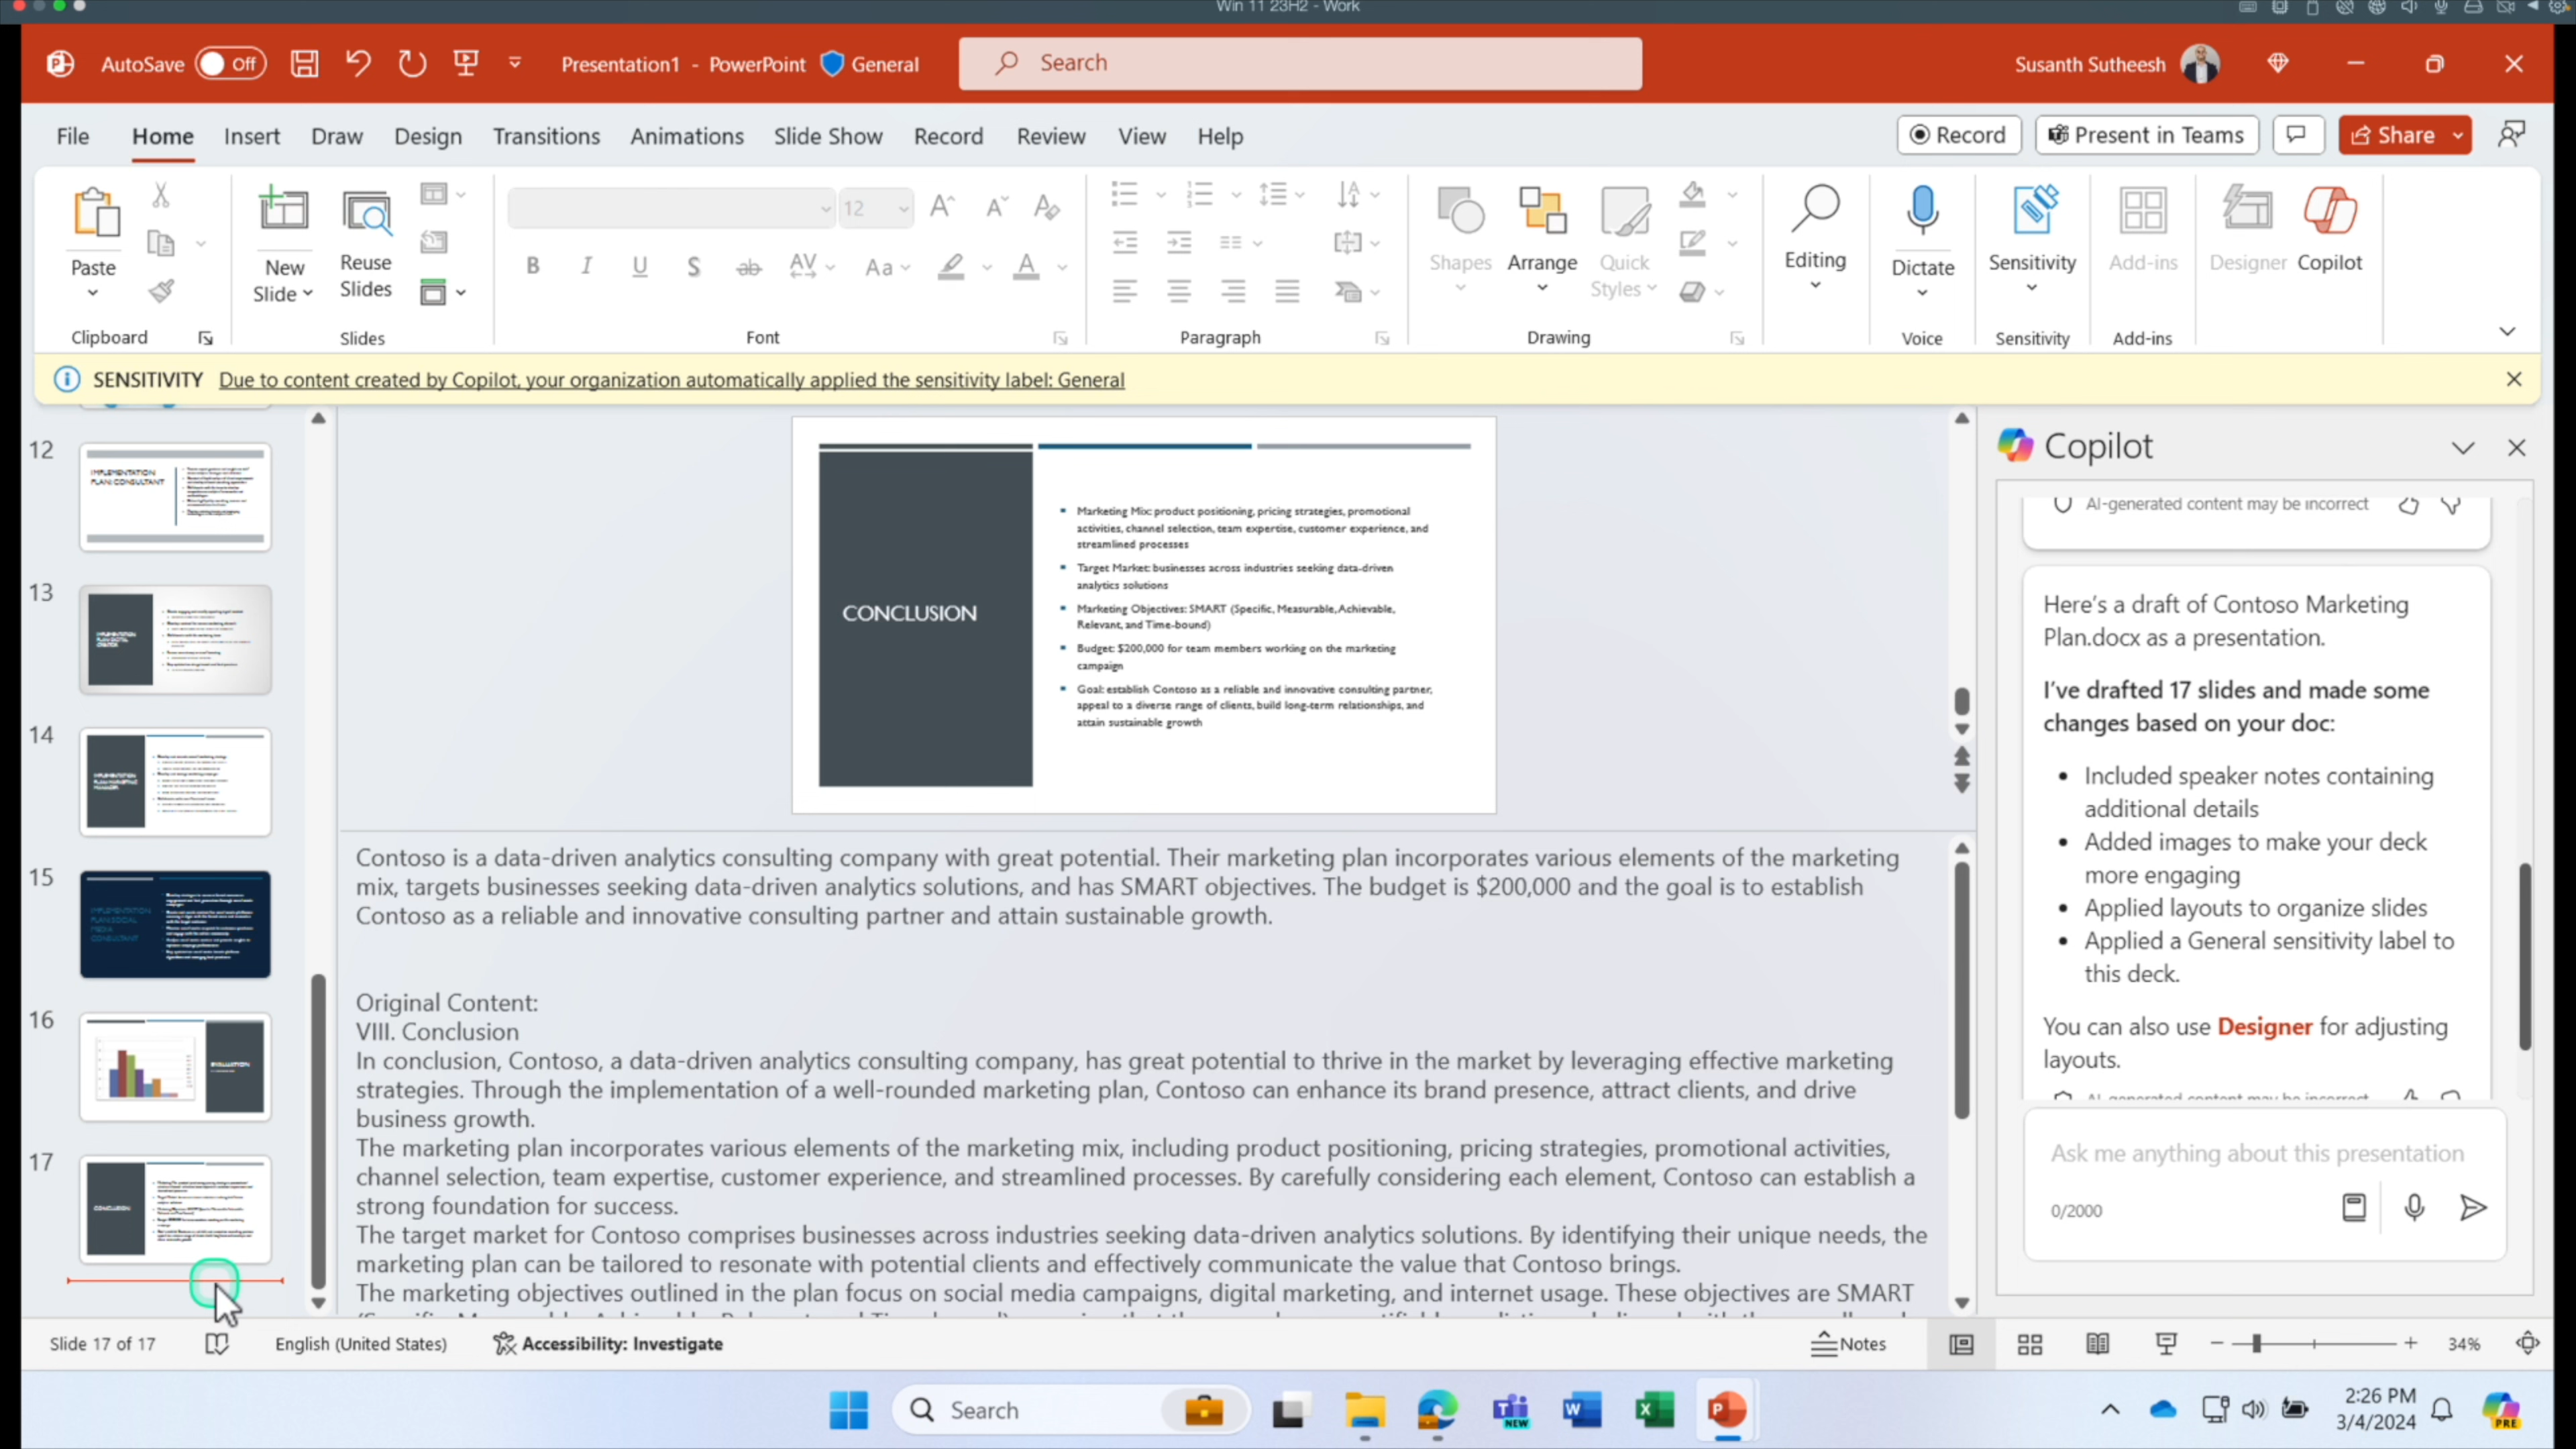 Win 11 23H2 - Work
AutoSave Off Presentation1 - PowerPoint General Search Susanth Sutheesh
File Home Insert Draw Design Transitions Animations Slide Show Record Review View Help Record Present in Teams Share
Paste
New
Slide
Reuse
Slides
12
Shapes Arrange
Quick
Styles
Editing
Dictate
Sensitivity
Add-ins
Designer
Copilot
Clipboard Slides Font Paragraph Drawing Voice Sensitivity Add-ins
SENSITIVITY Due to content created by Copilot, your organization automatically applied the sensitivity label: General
12
IMPLEMENTATION
PLAN: CONSULTANT
13
14
15
IMPLEMENTATION
PLAN: SOCIAL
MEDIA
CONSULTANT
16
EVALUATION
17
CONCLUSION
CONCLUSION
Marketing Mix: product positioning, pricing strategies, promotional
activities, channel selection, team expertise, customer experience, and
streamlined processes
Target Market: businesses across industries seeking data-driven
analytics solutions
Marketing Objectives: SMART (Specific, Measurable, Achievable,
Relevant, and Time-bound)
Budget: $200,000 for team members working on the marketing
campaign
Goal: establish Contoso as a reliable and innovative consulting partner,
appeal to a diverse range of clients, build long-term relationships, and
attain sustainable growth
Contoso is a data-driven analytics consulting company with great potential. Their marketing plan incorporates various elements of the marketing
mix, targets businesses seeking data-driven analytics solutions, and has SMART objectives. The budget is $200,000 and the goal is to establish
Contoso as a reliable and innovative consulting partner and attain sustainable growth.
Original Content:
VIII. Conclusion
In conclusion, Contoso, a data-driven analytics consulting company, has great potential to thrive in the market by leveraging effective marketing
strategies. Through the implementation of a well-rounded marketing plan, Contoso can enhance its brand presence, attract clients, and drive
business growth.
The marketing plan incorporates various elements of the marketing mix, including product positioning, pricing strategies, promotional activities,
channel selection, team expertise, customer experience, and streamlined processes. By carefully considering each element, Contoso can establish a
strong foundation for success.
The target market for Contoso comprises businesses across industries seeking data-driven analytics solutions. By identifying their unique needs, the
marketing plan can be tailored to resonate with potential clients and effectively communicate the value that Contoso brings.
The marketing objectives outlined in the plan focus on social media campaigns, digital marketing, and internet usage. These objectives are SMART
Copilot
AI-generated content may be incorrect
Here's a draft of Contoso Marketing
Plan.docx as a presentation.
I've drafted 17 slides and made some
changes based on your doc:
• Included speaker notes containing
additional details
• Added images to make your deck
more engaging
• Applied layouts to organize slides
• Applied a General sensitivity label to
this deck.
You can also use Designer for adjusting
layouts.
AI-generated content may be incorrect
Ask me anything about this presentation
0/2000
Slide 17 of 17 English (United States) Accessibility: Investigate Notes 34%
Search
NEW
2:26 PM
3/4/2024
PRE